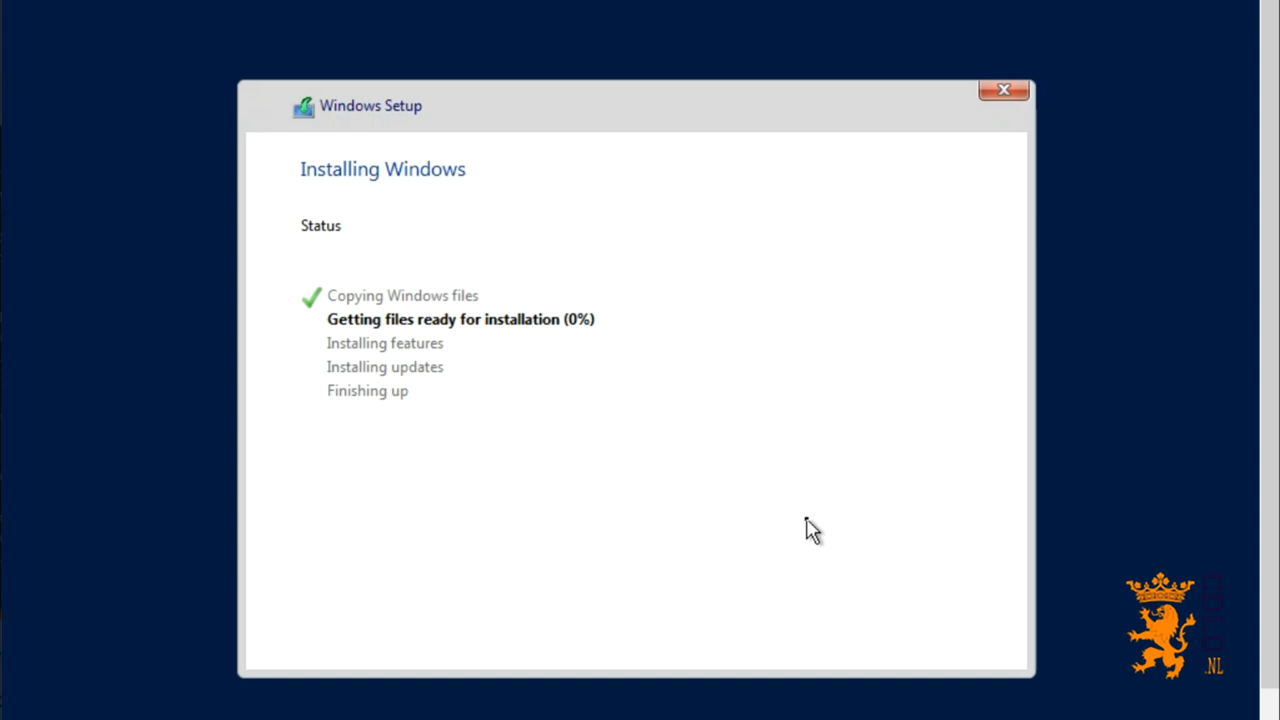 Windows Setup
Installing Windows
Status
Copying Windows files
Getting files ready for installation (0%)
Installing features
Installing updates
Finishing up
.NL